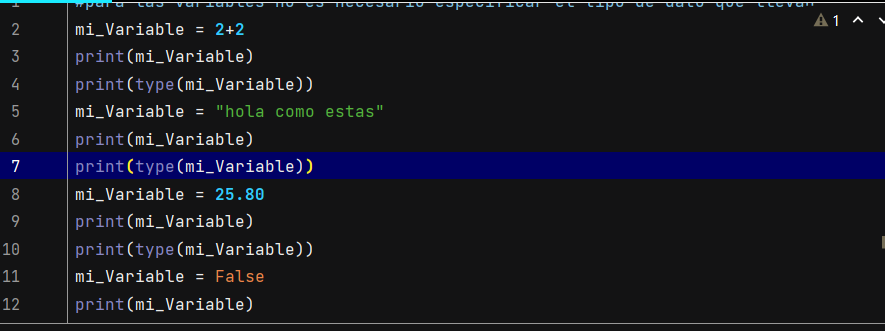 1 #para las variables no es necesario especificar el tipo de dato que llevan
1
2 mi_Variable = 2+2
3 print(mi_Variable)
4 print(type(mi_Variable))
5 mi_Variable = "hola como estas"
6 print(mi_Variable)
7 print(type(mi_Variable))
8 mi_Variable = 25.80
9 print(mi_Variable)
10 print(type(mi_Variable))
11 mi_Variable = False
12 print(mi_Variable)